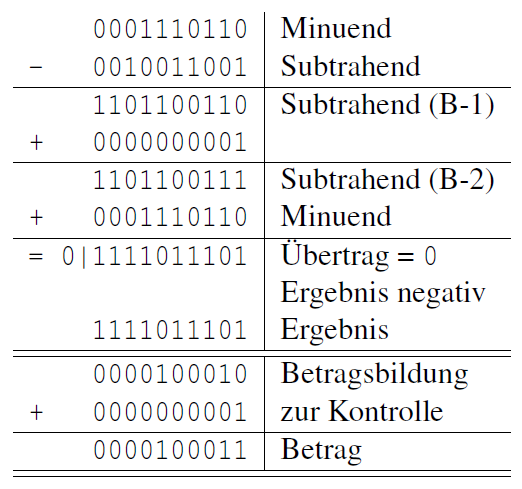 0001110110 Minuend
- 0010011001 Subtrahend
1101100110 Subtrahend (B-1)
+ 0000000001
1101100111 Subtrahend (B-2)
+ 0001110110 Minuend
= 0|1111011101 Übertrag = 0
Ergebnis negativ
1111011101 Ergebnis
0000100010 Betragsbildung
+ 0000000001 zur Kontrolle
0000100011 Betrag